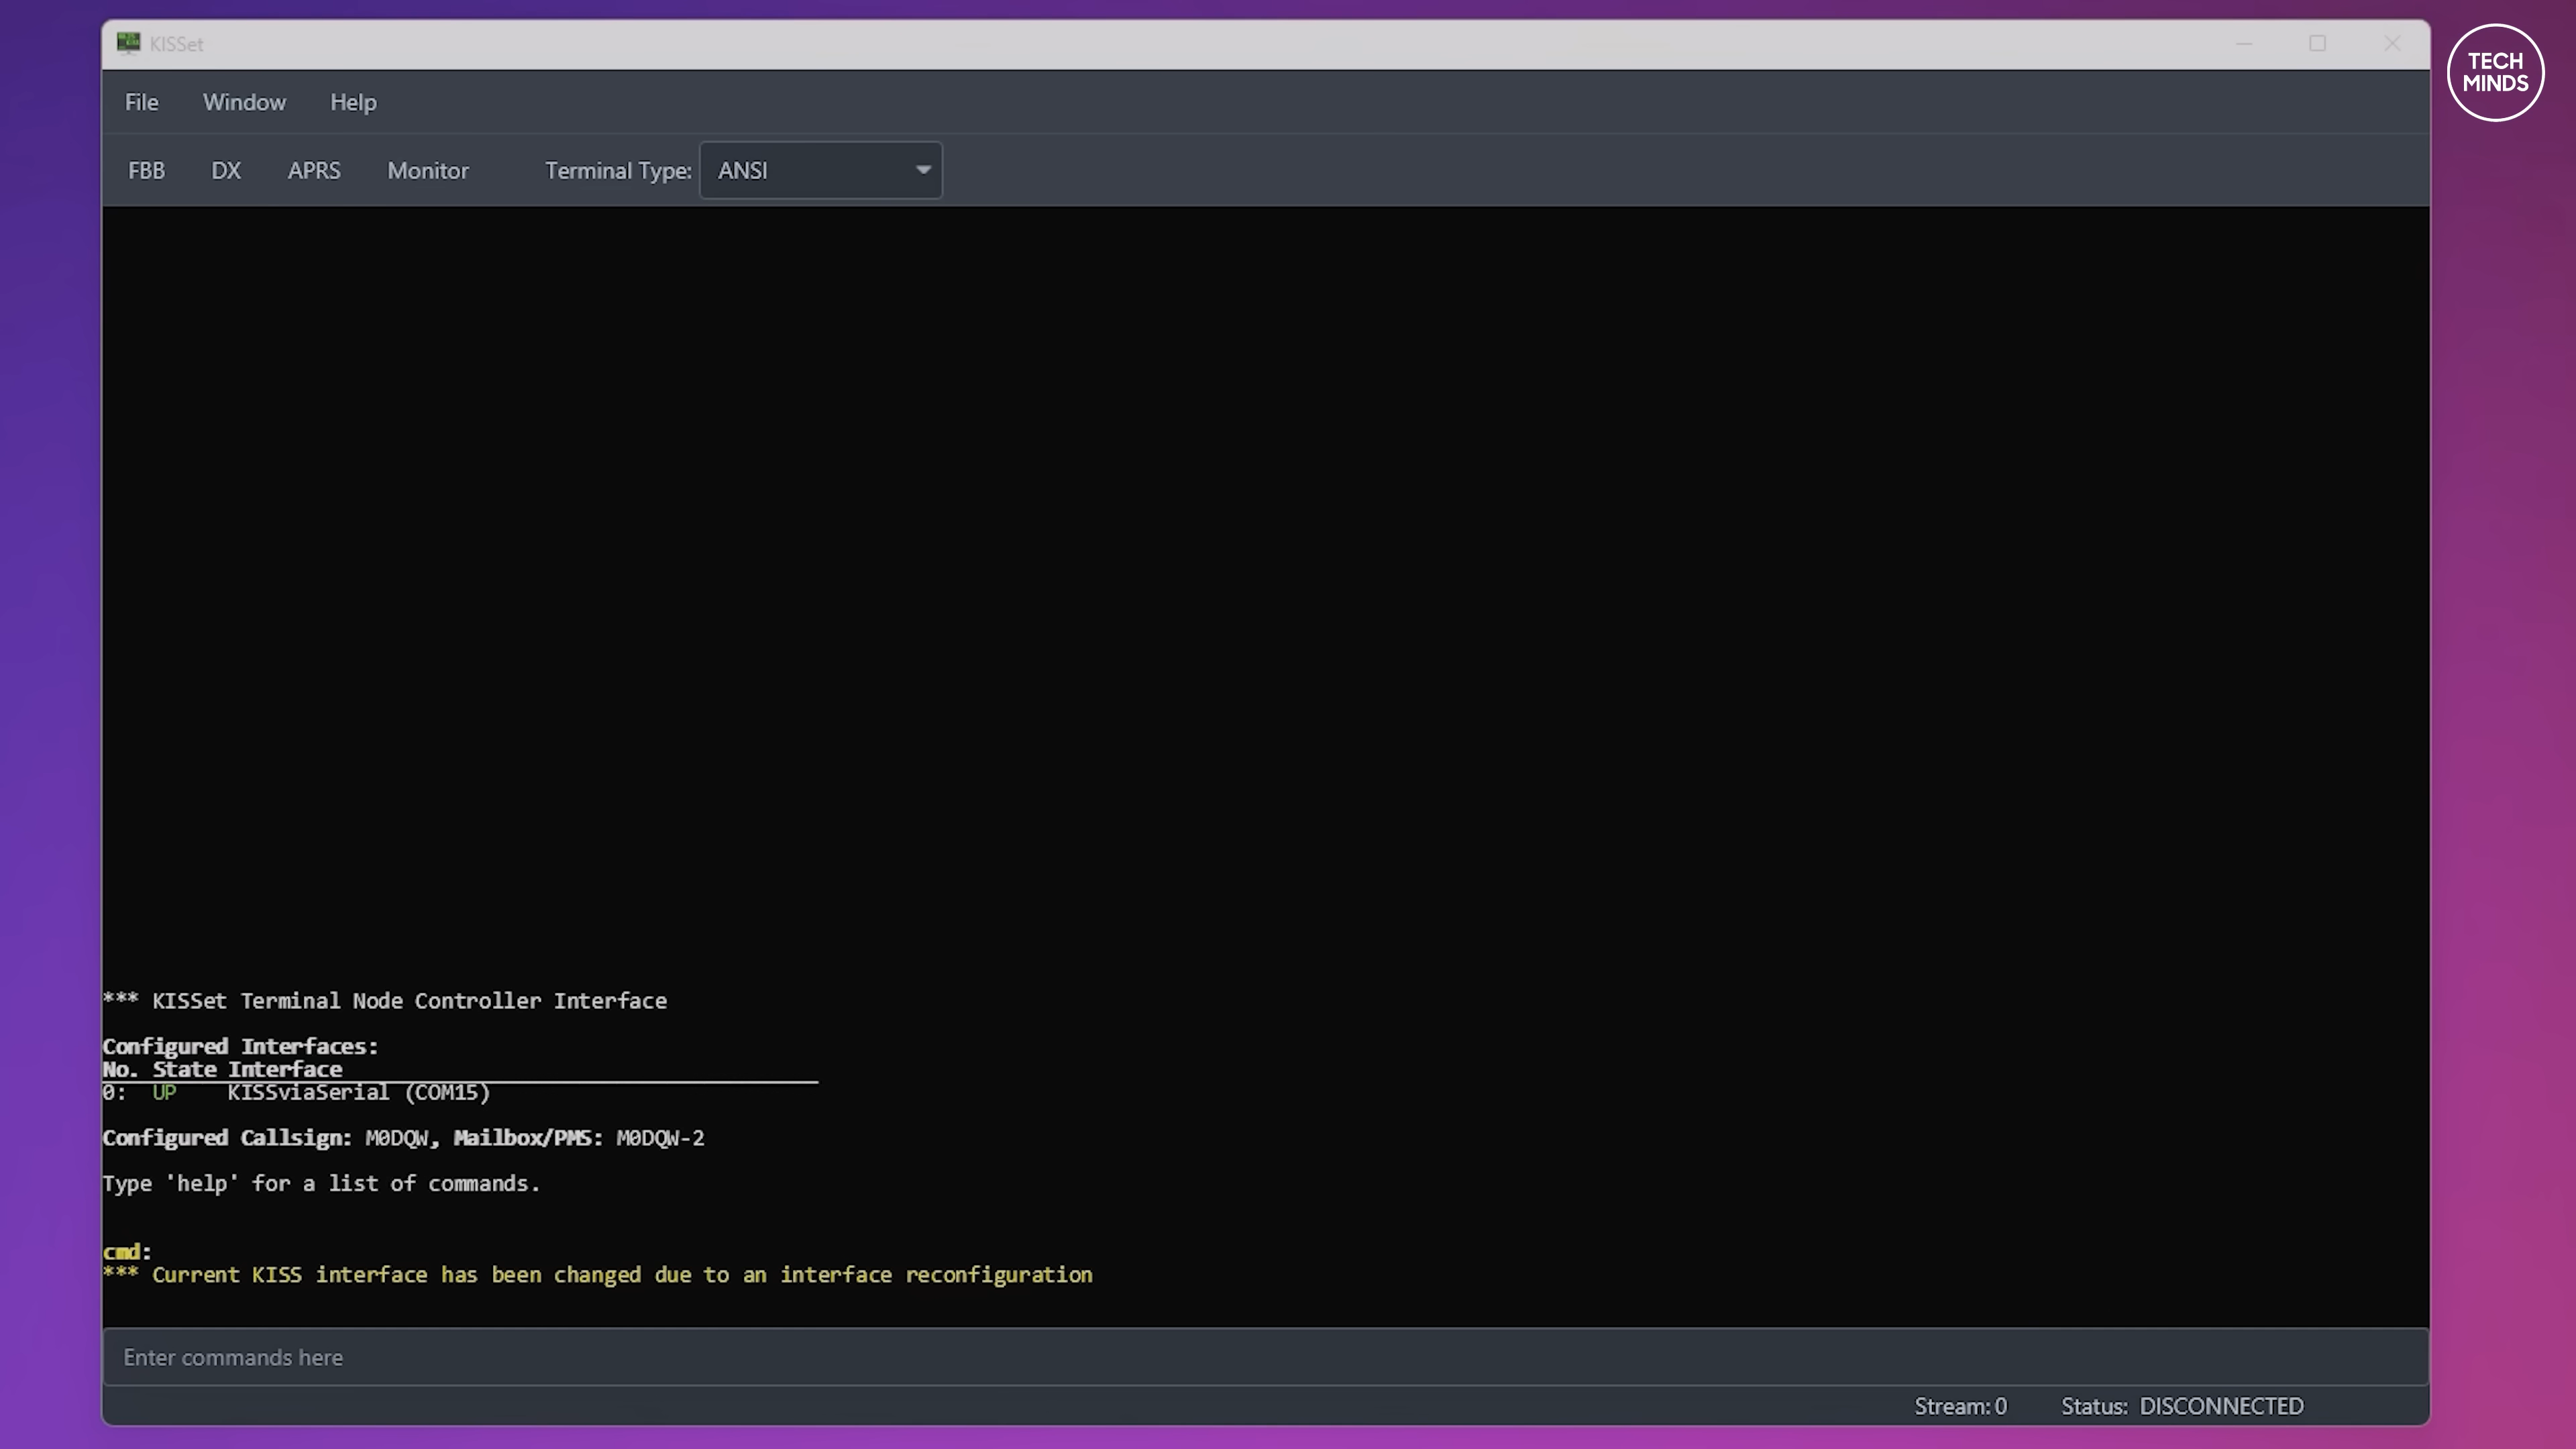 KISSet
TECH
MINDS
File Window Help
FBB DX APRS Monitor Terminal Type: ANSI
*** KISSet Terminal Node Controller Interface
Configured Interfaces:
No. State Interface
0: UP KISSviaSerial (COM15)
Configured Callsign: M0DQW, Mailbox/PMS: M0DQW-2
Type 'help' for a list of commands.
cmd:
*** Current KISS interface has been changed due to an interface reconfiguration
Enter commands here
Stream: 0 Status: DISCONNECTED